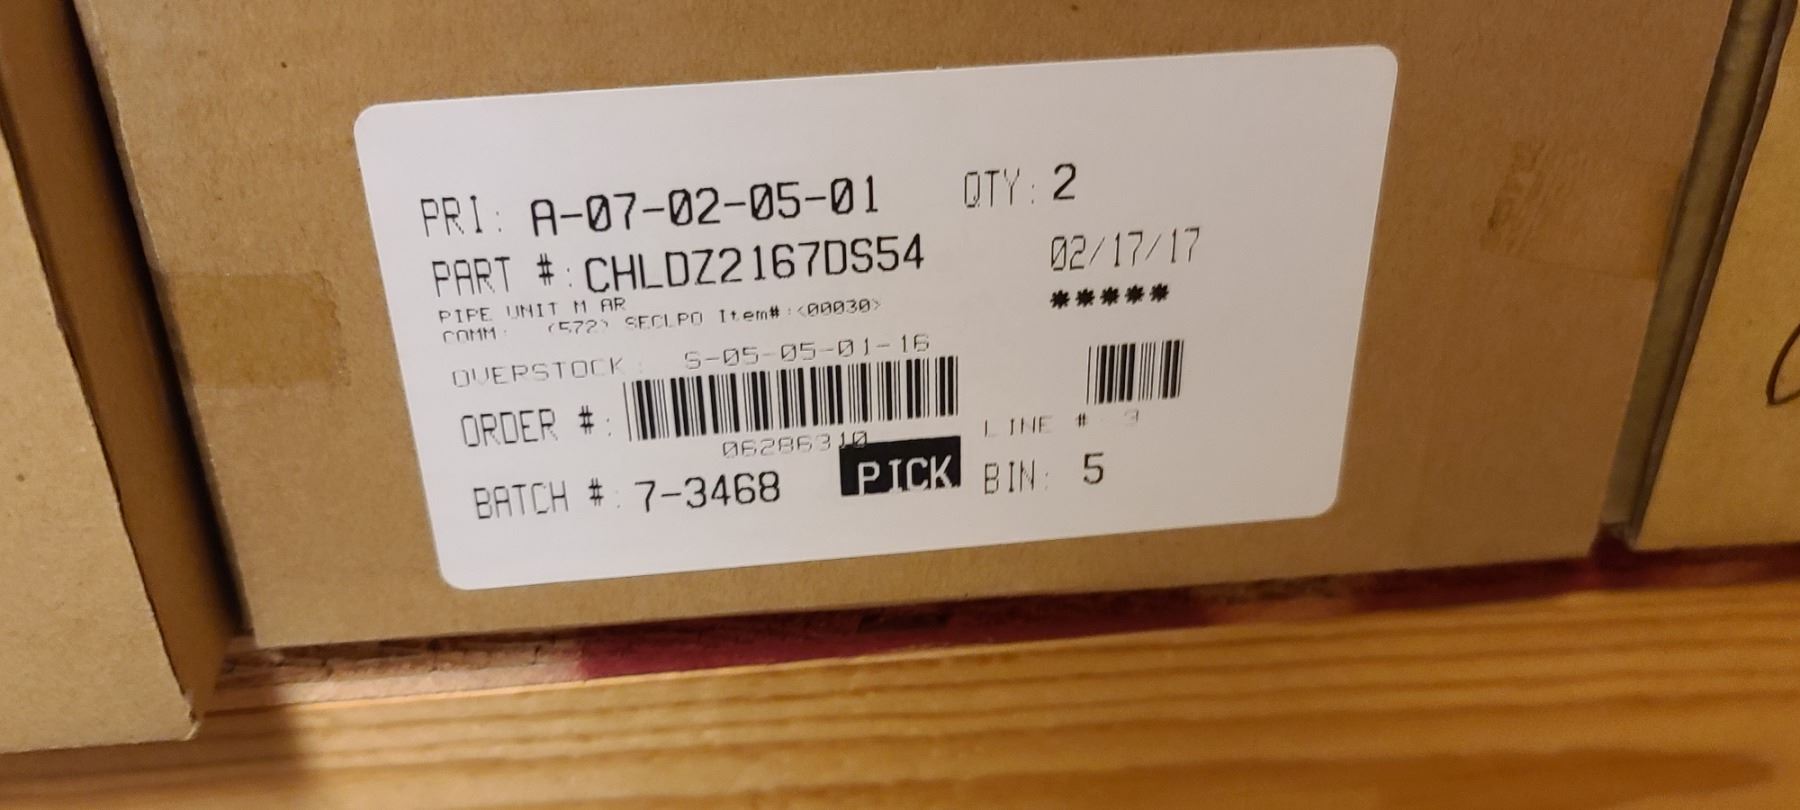 PRI: A-07-02-05-01 QTY: 2
PART #: CHLDZ2167DS54 02/17/17
PIPE UNIT M AR *****
COMM: (572) SECLPO Item#:<00030>
OVERSTOCK: S-05-05-01-16
ORDER #:
06286310 LINE # 3
BATCH #: 7-3468 PICK BIN: 5